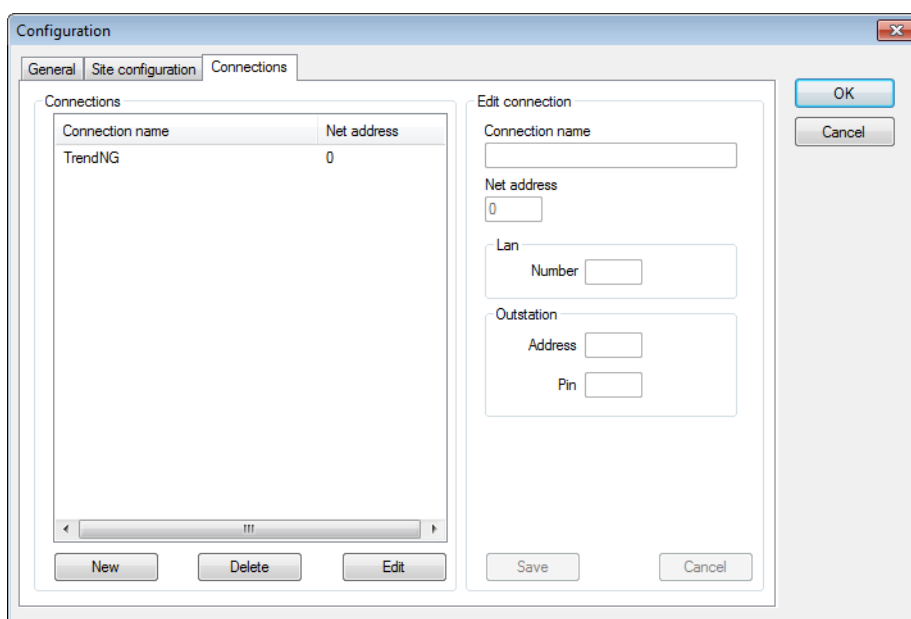 Configuration
General Site configuration Connections
Connections
Connection name Net address
TrendNG 0
New Delete Edit
Edit connection
Connection name
Net address
0
Lan
Number
Outstation
Address
Pin
Save Cancel
OK
Cancel